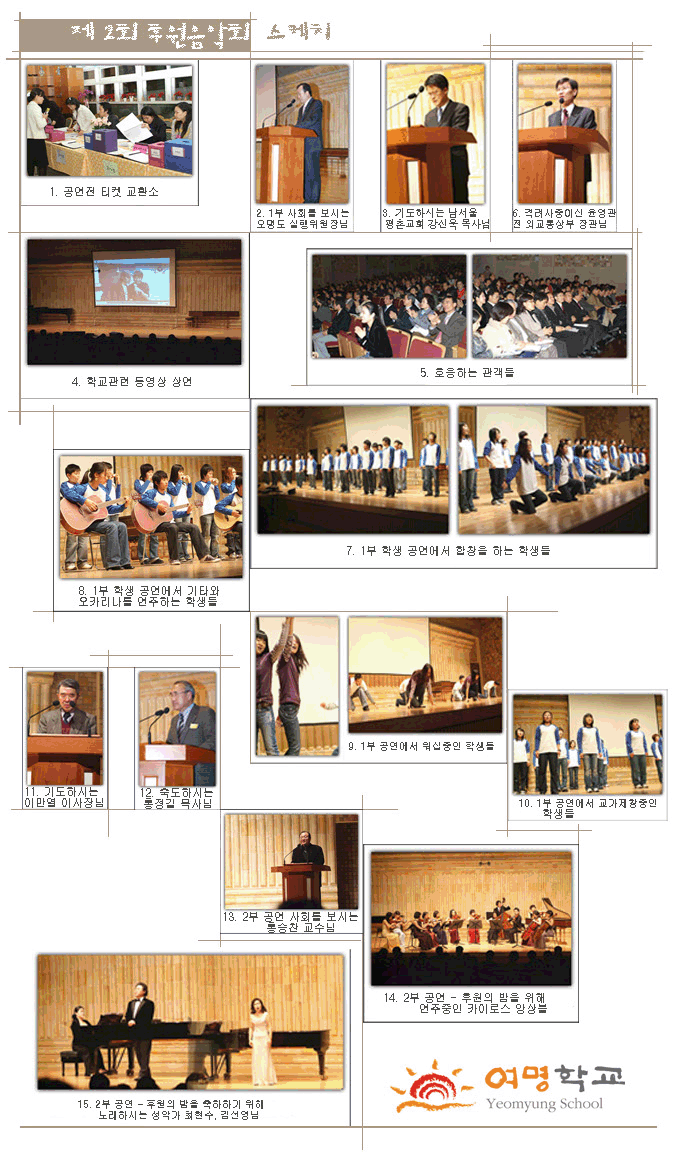 제 2회 후원음악회 스케치
1. 공연전 티켓 교환소
2. 1부 사회를 보시는
오명도 실행위원장님
3. 기도하시는 남서울
평촌교회 강신욱 목사님
6. 격려사중이신 윤영관
전 외교통상부 장관님
4. 학교관련 동영상 상연
5. 호응하는 관객들
7. 1부 학생 공연에서 합창을 하는 학생들
8. 1부 학생 공연에서 기타와
오카리나를 연주하는 학생들
9. 1부 공연에서 워십중인 학생들
11. 기도하시는
이만열 이사장님
12. 축도하시는
홍정길 목사님
10. 1부 공연에서 교가제창중인
학생들
13. 2부 공연 사회를 보시는
홍승찬 교수님
14. 2부 공연 - 후원의 밤을 위해
연주중인 카이로스 앙상블
15. 2부 공연 - 후원의 밤을 축하하기 위해
노래하시는 성악가 최현수, 김선영님
여명학교
Yeomyung School